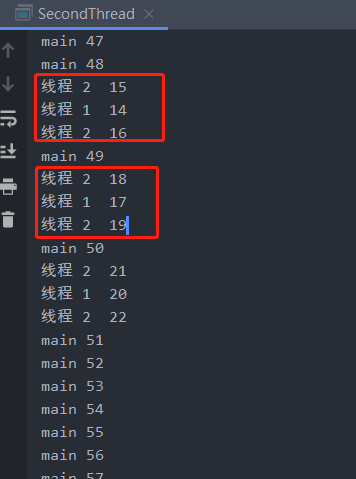 SecondThread
main 47
main 48
线程 2  15
线程 1  14
线程 2  16
main 49
线程 2  18
线程 1  17
线程 2  19
main 50
线程 2  21
线程 1  20
线程 2  22
main 51
main 52
main 53
main 54
main 55
main 56
main 57